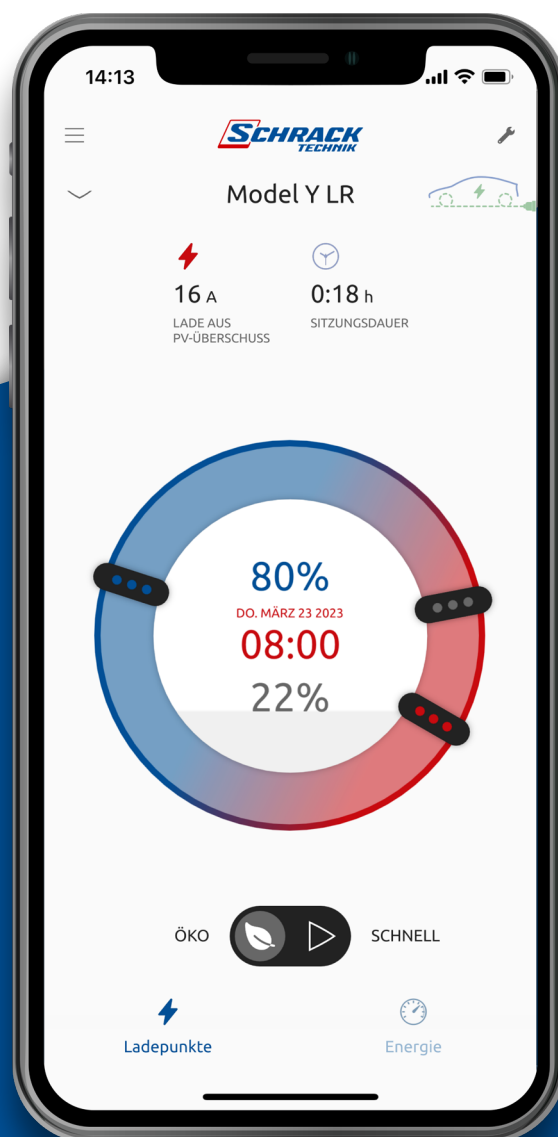 14:13
SCHRACK
TECHNIK
Model Y LR
16 A
0:18 h
LADE AUS
PV-ÜBERSCHUSS
SITZUNGSDAUER
80%
DO. MÄRZ 23 2023
08:00
22%
ÖKO
SCHNELL
Ladepunkte
Energie